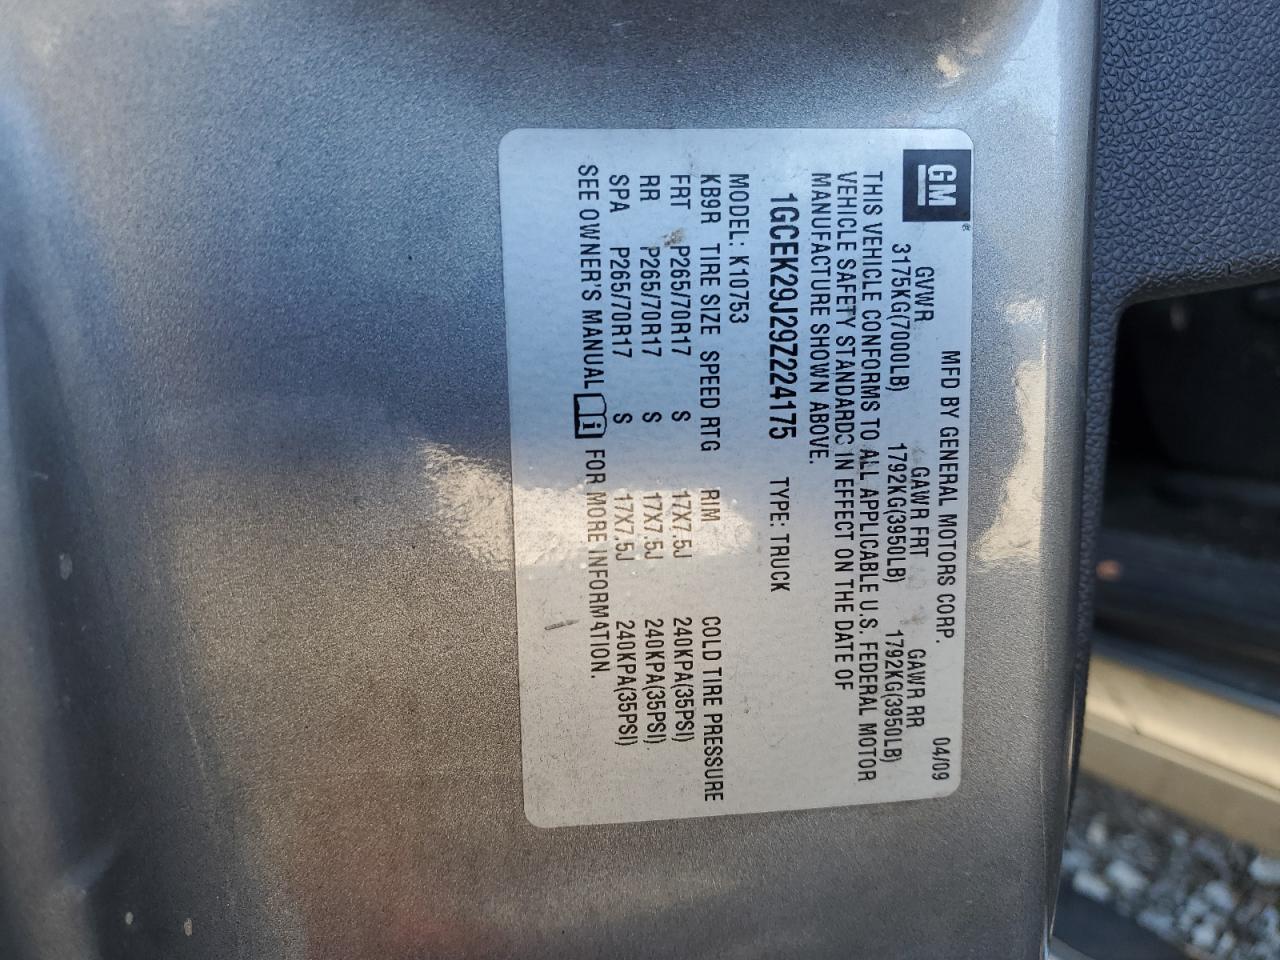 GM
MFD BY GENERAL MOTORS CORP. 04/09
GVWR GAWR FRT GAWR RR
3175KG(7000LB) 1792KG(3950LB) 1792KG(3950LB)
THIS VEHICLE CONFORMS TO ALL APPLICABLE U.S. FEDERAL MOTOR
VEHICLE SAFETY STANDARDS IN EFFECT ON THE DATE OF
MANUFACTURE SHOWN ABOVE.
1GCEK29J29Z224175 TYPE: TRUCK
MODEL: K10753
KB9R TIRE SIZE SPEED RTG RIM COLD TIRE PRESSURE
FRT P265/70R17 S 17X7.5J 240KPA(35PSI)
RR P265/70R17 S 17X7.5J 240KPA(35PSI)
SPA P265/70R17 S 17X7.5J 240KPA(35PSI)
SEE OWNER'S MANUAL i FOR MORE INFORMATION.